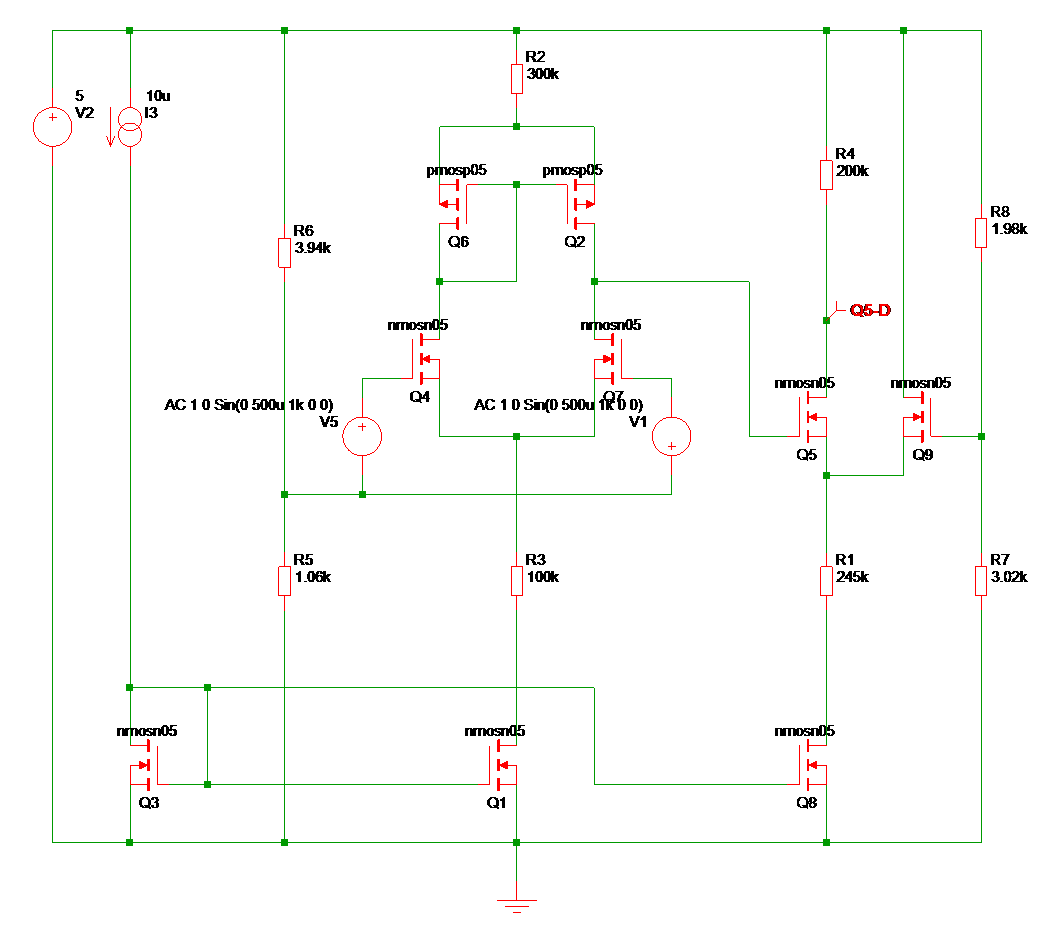 R2
300k
5
V2
10u
I3
R4
200k
pmosp05
pmosp05
R8
1.98k
R6
3.94k
Q6
Q2
Q5-D
nmosn05
nmosn05
nmosn05
nmosn05
Q4
Q7
AC 1 0 Sin(0 500u 1k 0 0)
V5
AC 1 0 Sin(0 500u 1k 0 0)
V1
Q5
Q9
R5
1.06k
R3
100k
R1
245k
R7
3.02k
nmosn05
nmosn05
nmosn05
Q3
Q1
Q8